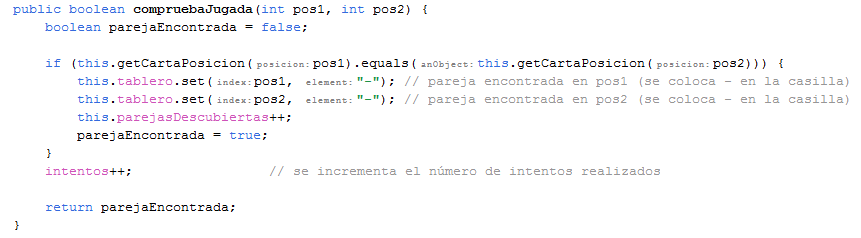 public boolean compruebaJugada(int pos1, int pos2) {
    boolean parejaEncontrada = false;

    if (this.getCartaPosicion( posicion: pos1).equals( anObject: this.getCartaPosicion( posicion: pos2))) {
        this.tablero.set( index: pos1,  element: "-"); // pareja encontrada en pos1 (se coloca - en la casilla)
        this.tablero.set( index: pos2,  element: "-"); // pareja encontrada en pos2 (se coloca - en la casilla)
        this.parejasDescubiertas++;
        parejaEncontrada = true;
    }
    intentos++;                 // se incrementa el número de intentos realizados

    return parejaEncontrada;
}